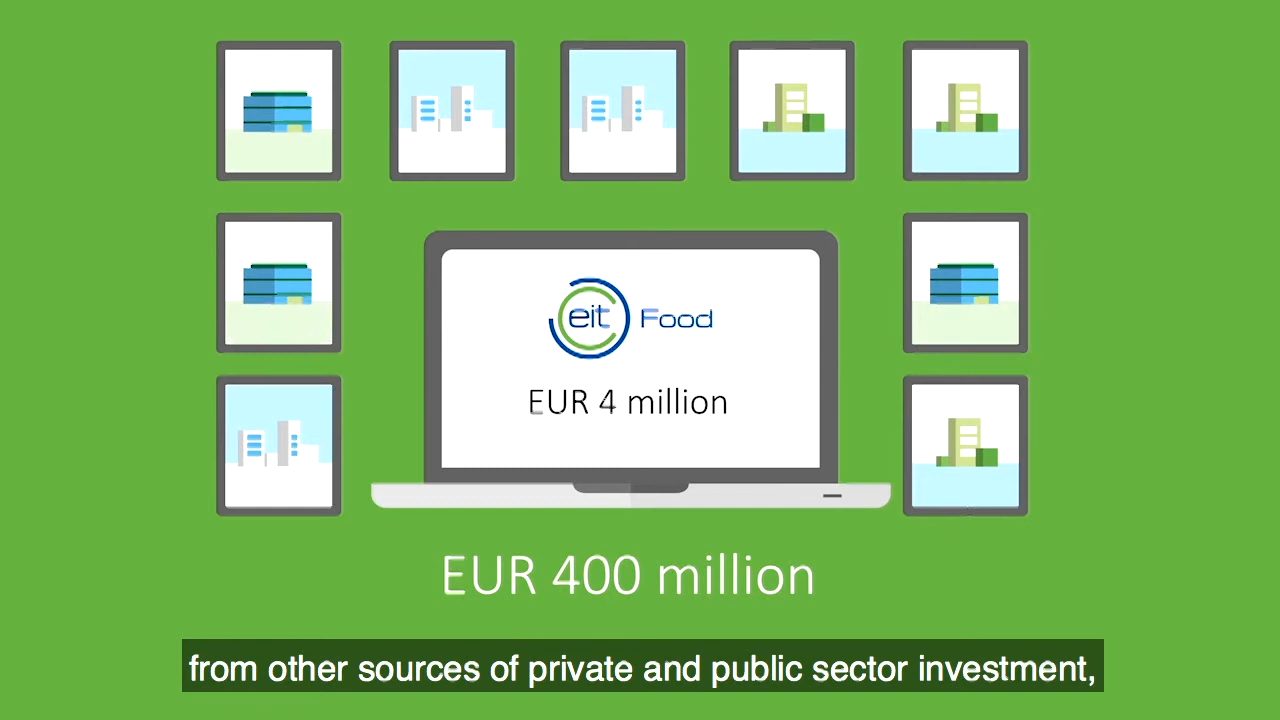 eit Food
EUR 4 million
EUR 400 million
from other sources of private and public sector investment,